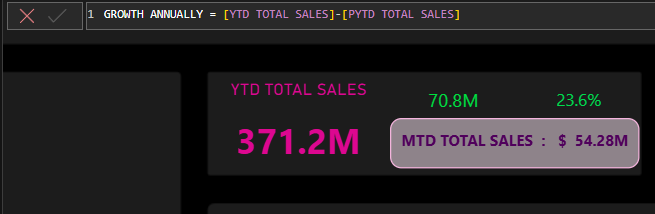 1 GROWTH ANNUALLY = [YTD TOTAL SALES]-[PYTD TOTAL SALES]
YTD TOTAL SALES
70.8M 23.6%
371.2M
MTD TOTAL SALES : $ 54.28M